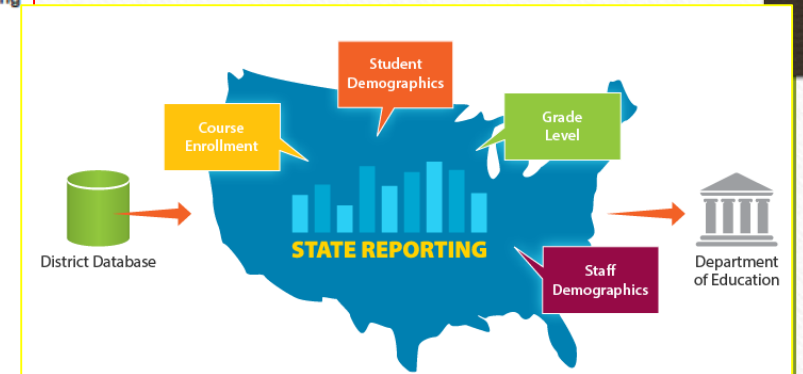 Student
Demographics
Course
Enrollment
Grade
Level
STATE REPORTING
District Database
Staff
Demographics
Department
of Education